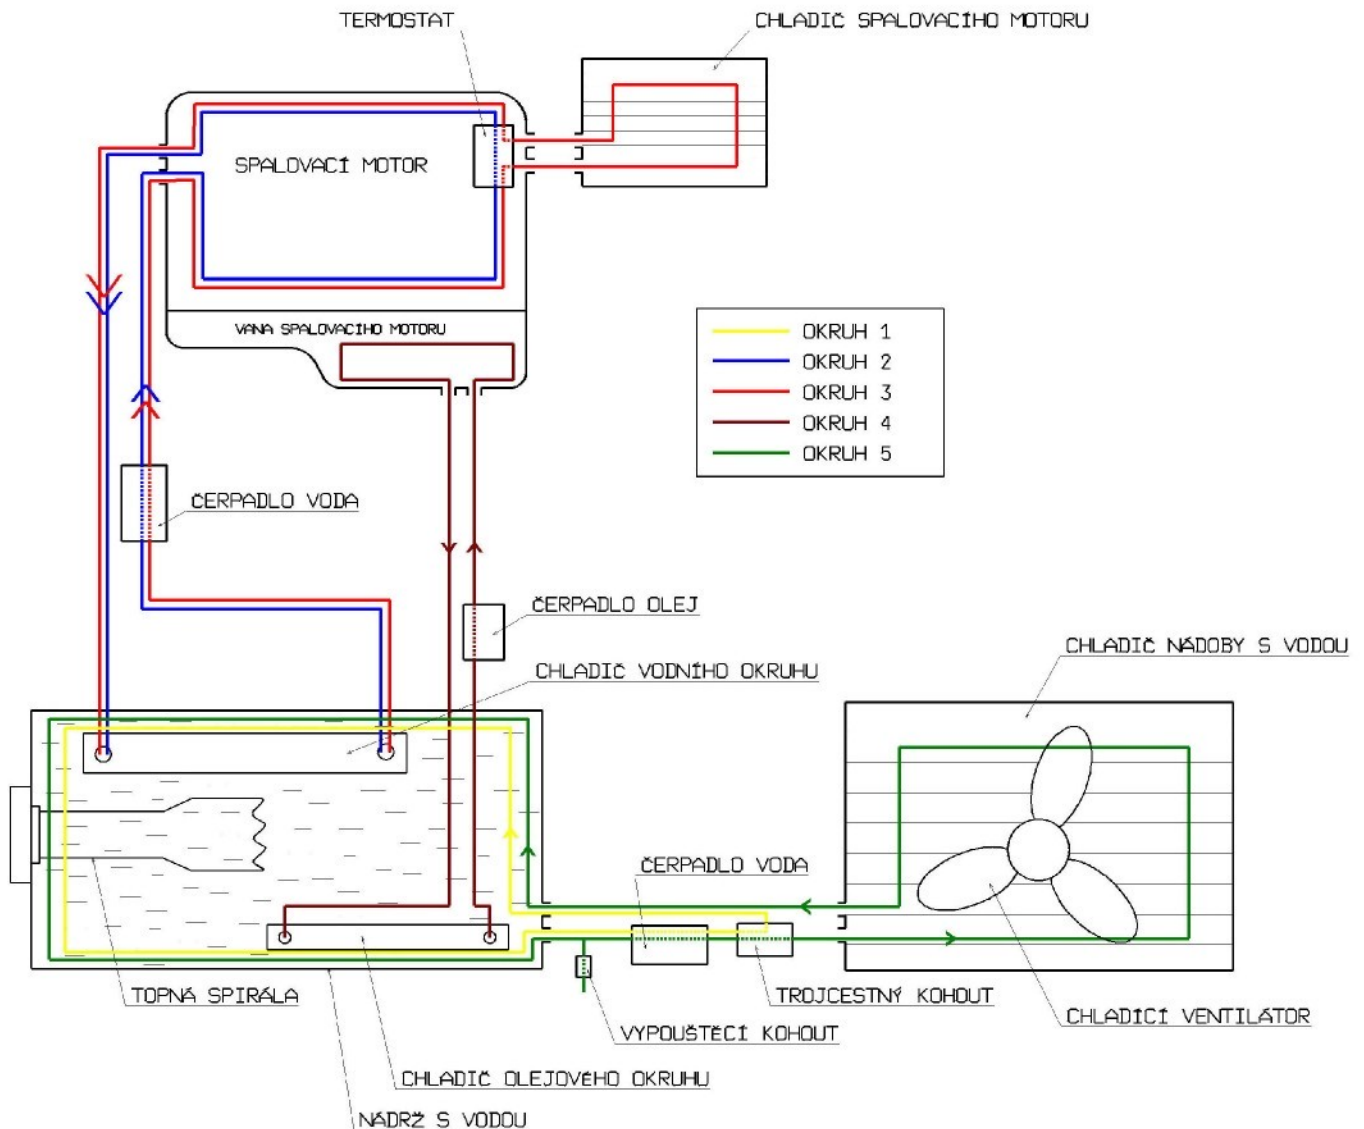 TERMOSTAT
CHLADIČ SPALOVACÍHO MOTORU
SPALOVACÍ MOTOR
VANA SPALOVACÍHO MOTORU
OKRUH 1
OKRUH 2
OKRUH 3
OKRUH 4
OKRUH 5
ČERPADLO VODA
ČERPADLO OLEJ
CHLADIČ NÁDOBY S VODOU
CHLADIČ VODNÍHO OKRUHU
ČERPADLO VODA
TOPNÁ SPIRÁLA
TROJCESTNÝ KOHOUT
CHLADÍCÍ VENTILÁTOR
VYPOUŠTĚCÍ KOHOUT
CHLADIČ OLEJOVÉHO OKRUHU
NÁDRŽ S VODOU